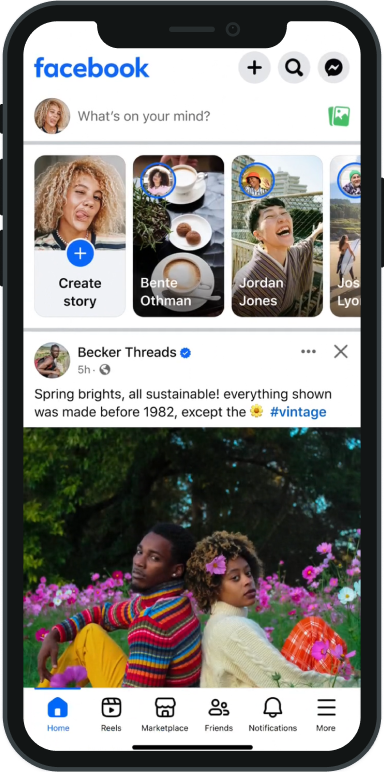 facebook
What's on your mind?
Create
story
Bente
Othman
Jordan
Jones
Jos
Lyo
Becker Threads
5h ·
Spring brights, all sustainable! everything shown
was made before 1982, except the 🌼 #vintage
Home
Reels
Marketplace
Friends
Notifications
More